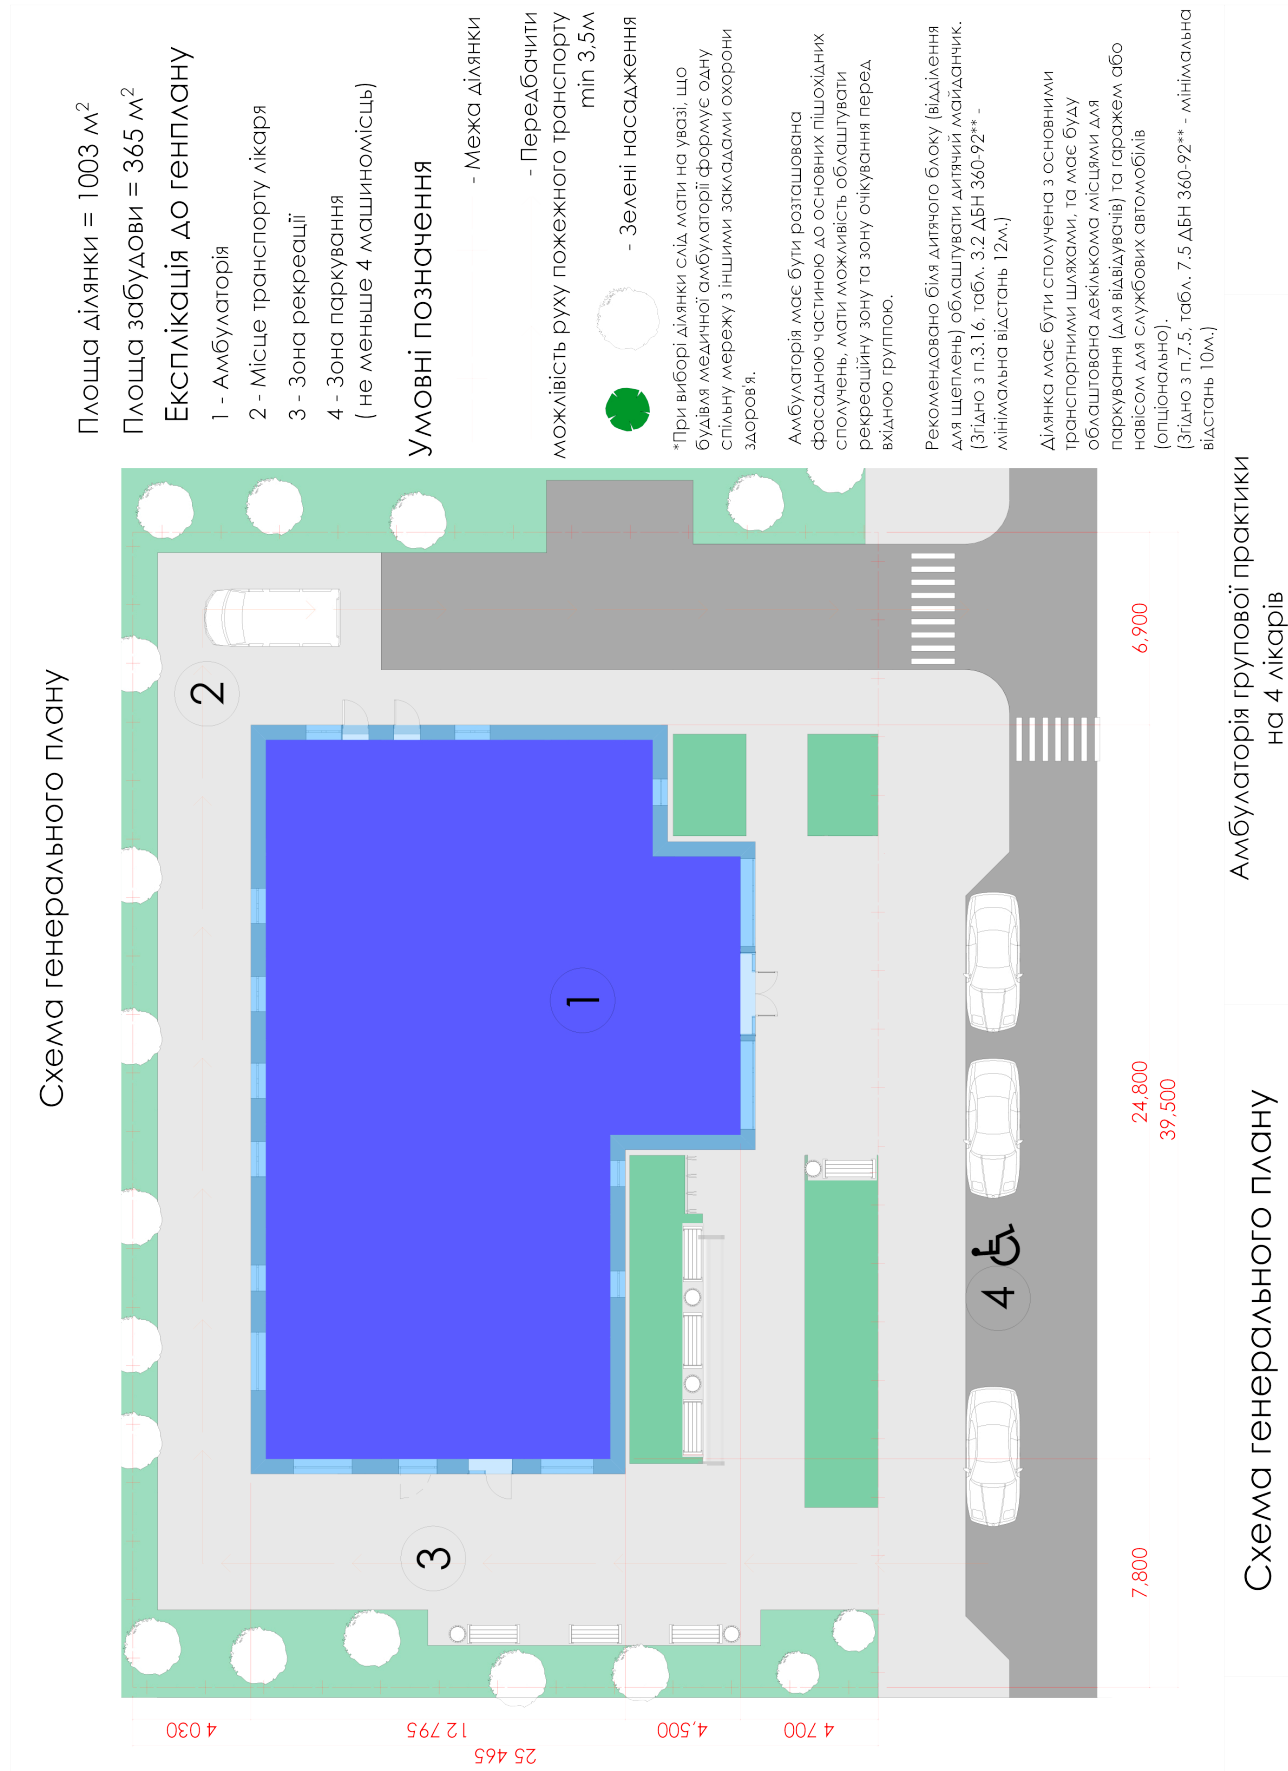 Схема генерального плану
Площа ділянки = 1003 м²
Площа забудови = 365 м²
Експлікація до генплану
1 - Амбулаторія
2 - Місце транспорту лікаря
3 - Зона рекреації
4 - Зона паркування
( не меньше 4 машиномісць)
Умовні позначення
- Межа ділянки
- Передбачити
можлівість руху пожежного транспорту
min 3,5м
- Зелені насадження
*При виборі ділянки слід мати на увазі, що
будівля медичної амбулаторії формує одну
спільну мережу з іншими закладами охорони
здоров'я.
Амбулаторія має бути розташована
фасадною частиною до основних пішохідних
сполучень, мати можливість облаштувати
рекреаційну зону та зону очікування перед
вхідною группою.
Рекомендовано біля дитячого блоку (відділення
для щеплень) облаштувати дитячий майданчик.
(Згідно з п.3.16, табл. 3.2 ДБН 360-92** -
мінімальна відстань 12м.)
Ділянка має бути сполучена з основними
транспортними шляхами, та має буду
облаштована декількома місцями для
паркування (для відвідувачів) та гаражем або
навісом для службових автомобілів
(опціонально).
(Згідно з п.7.5, табл. 7.5 ДБН 360-92** - мінімальна
відстань 10м.)
2
1
3
4
4 030
12 795
4,500
4 700
25 465
7,800
24,800
6,900
39,500
Схема генерального плану
Амбулаторія групової практики
на 4 лікарів